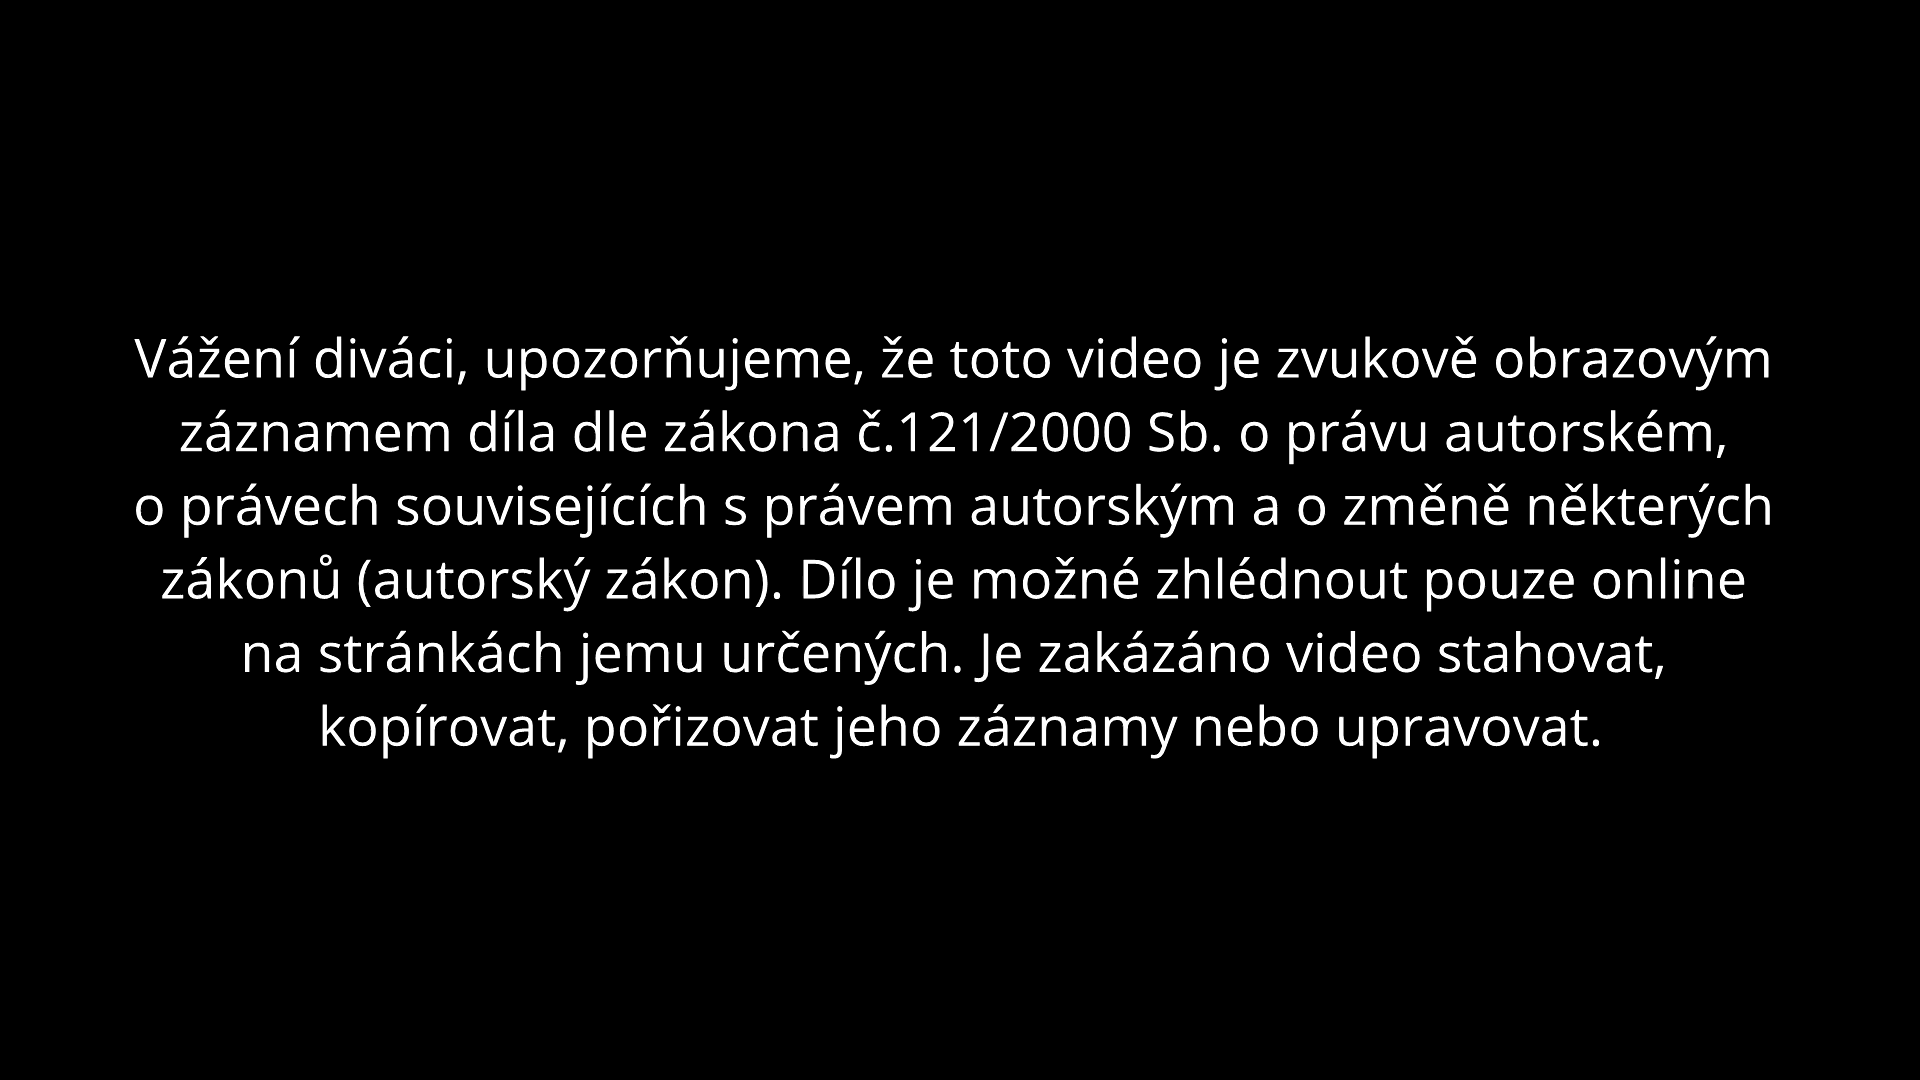 Vážení diváci, upozorňujeme, že toto video je zvukově obrazovým
záznamem díla dle zákona č.121/2000 Sb. o právu autorském,
o právech souvisejících s právem autorským a o změně některých
zákonů (autorský zákon). Dílo je možné zhlédnout pouze online
na stránkách jemu určených. Je zakázáno video stahovat,
kopírovat, pořizovat jeho záznamy nebo upravovat.